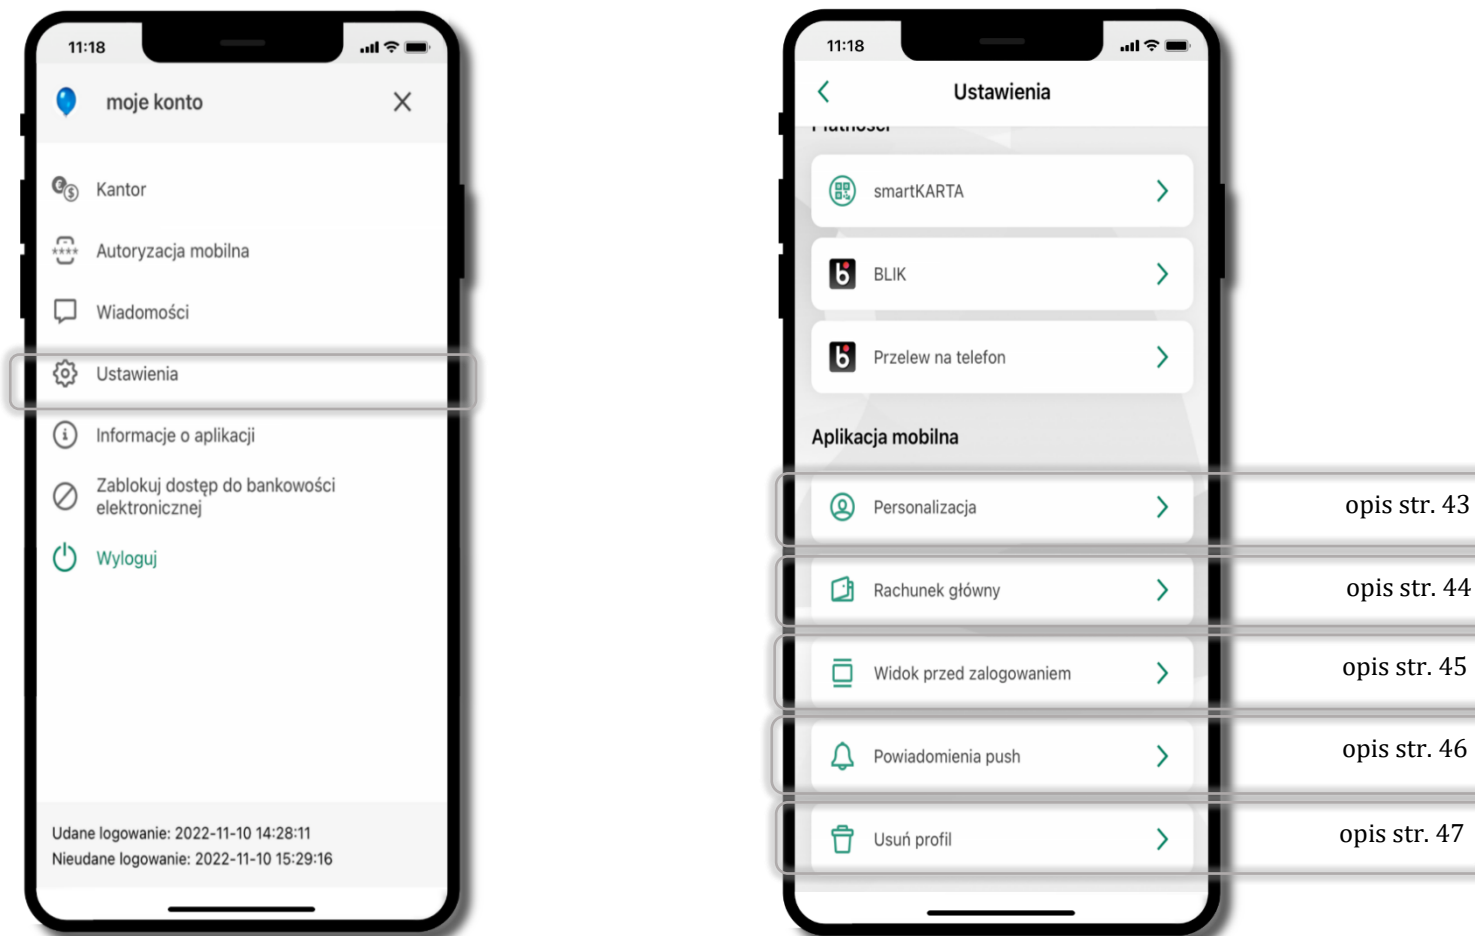 11:18
moje konto
Kantor
Autoryzacja mobilna
Wiadomości
Ustawienia
Informacje o aplikacji
Zablokuj dostęp do bankowości
elektronicznej
Wyloguj
Udane logowanie: 2022-11-10 14:28:11
Nieudane logowanie: 2022-11-10 15:29:16
11:18
Ustawienia
Płatności
smartKARTA
BLIK
Przelew na telefon
Aplikacja mobilna
Personalizacja
opis str. 43
Rachunek główny
opis str. 44
Widok przed zalogowaniem
opis str. 45
Powiadomienia push
opis str. 46
Usuń profil
opis str. 47